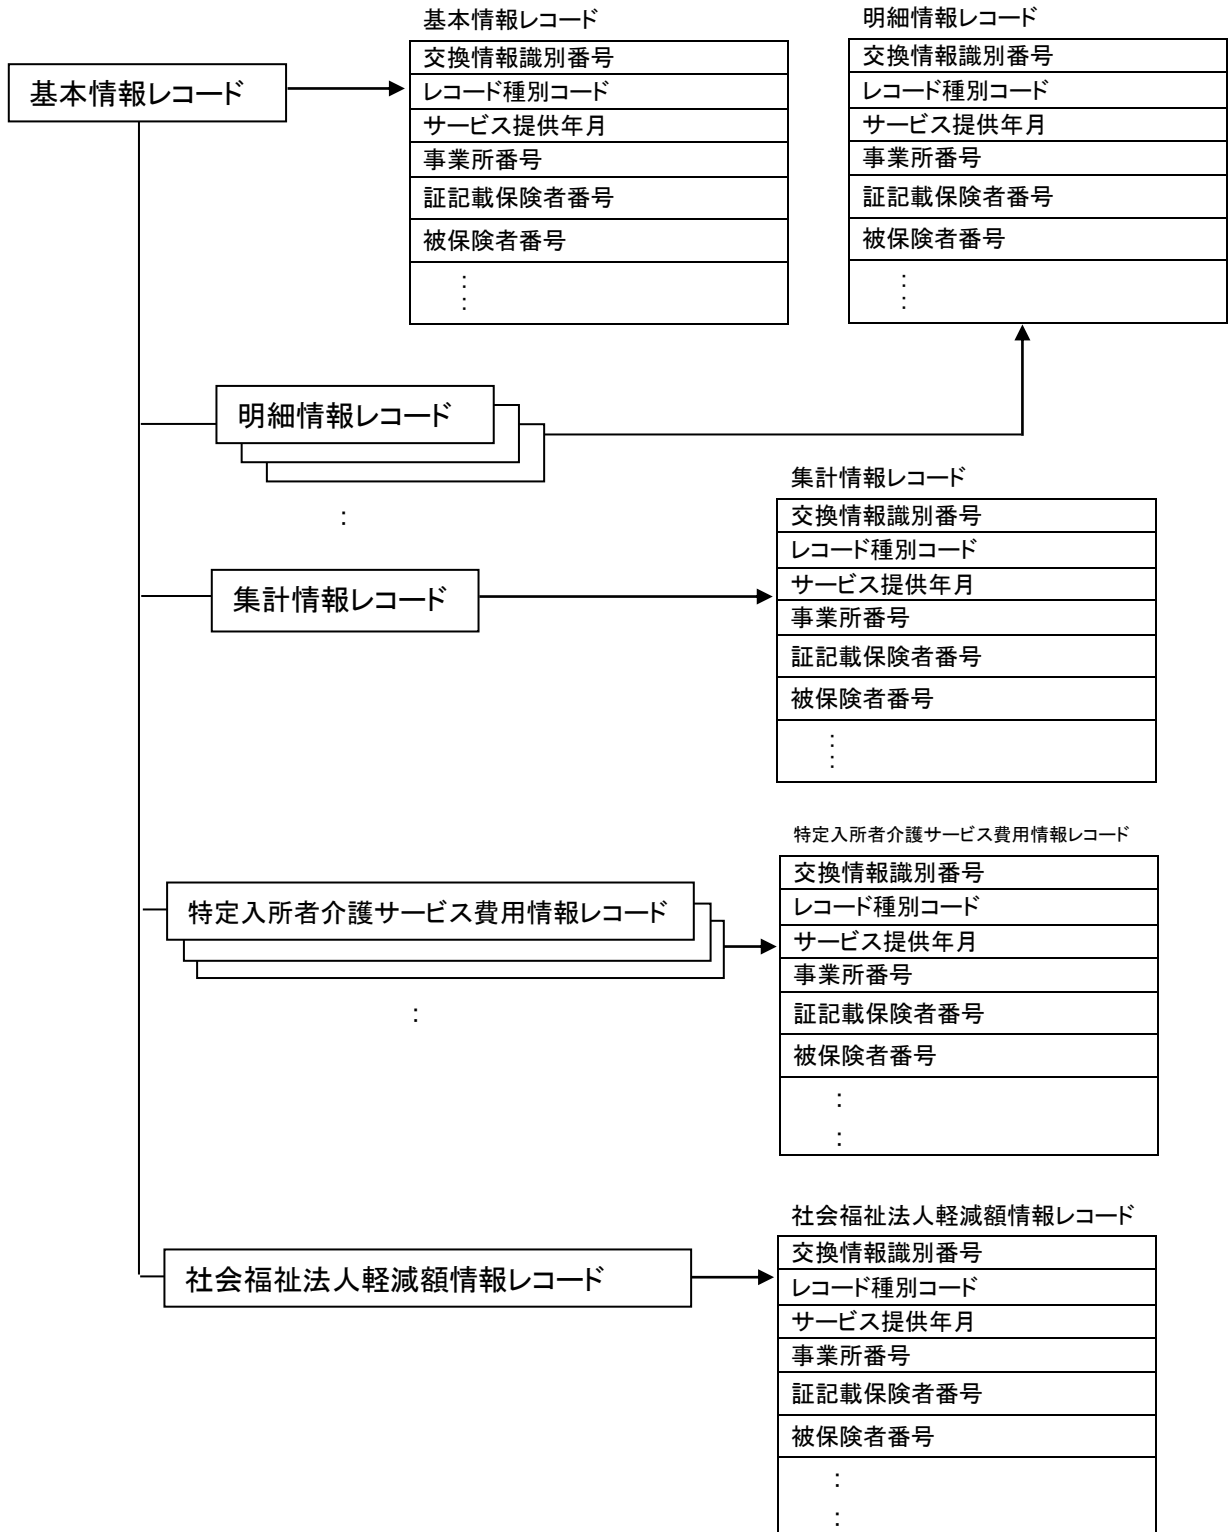 基本情報レコード
基本情報レコード
交換情報識別番号
レコード種別コード
サービス提供年月
事業所番号
証記載保険者番号
被保険者番号
:
:
明細情報レコード
交換情報識別番号
レコード種別コード
サービス提供年月
事業所番号
証記載保険者番号
被保険者番号
:
:
明細情報レコード
:
集計情報レコード
集計情報レコード
交換情報識別番号
レコード種別コード
サービス提供年月
事業所番号
証記載保険者番号
被保険者番号
:
:
特定入所者介護サービス費用情報レコード
:
特定入所者介護サービス費用情報レコード
交換情報識別番号
レコード種別コード
サービス提供年月
事業所番号
証記載保険者番号
被保険者番号
:
:
社会福祉法人軽減額情報レコード
社会福祉法人軽減額情報レコード
交換情報識別番号
レコード種別コード
サービス提供年月
事業所番号
証記載保険者番号
被保険者番号
:
: